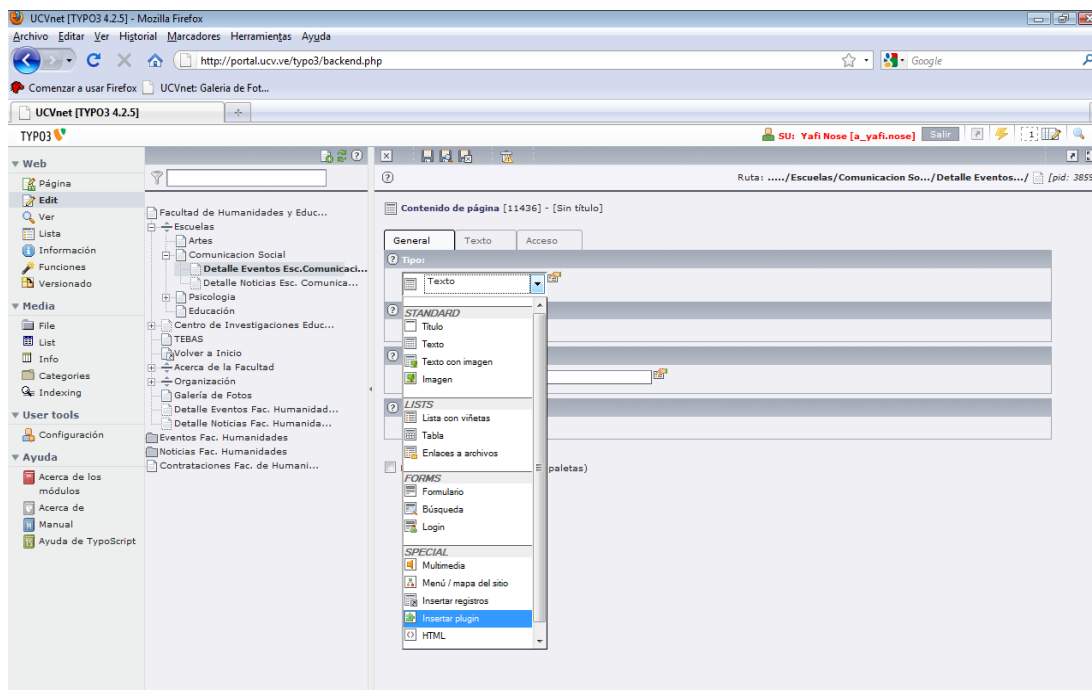 UCVnet [TYPO3 4.2.5] - Mozilla Firefox
Archivo Editar Ver Historial Marcadores Herramientas Ayuda
http://portal.ucv.ve/typo3/backend.php
Google
Comenzar a usar Firefox UCVnet: Galeria de Fot...
UCVnet [TYPO3 4.2.5]
TYPO3
SU: Yafi Nose [a_yafi.nose] Salir 1
Web
Página
Edit
Ver
Lista
Información
Funciones
Versionado
Media
File
List
Info
Categories
Indexing
User tools
Configuración
Ayuda
Acerca de los
módulos
Acerca de
Manual
Ayuda de TypoScript
Facultad de Humanidades y Educ...
Escuelas
Artes
Comunicacion Social
Detalle Eventos Esc.Comunicaci...
Detalle Noticias Esc. Comunica...
Psicologia
Educación
Centro de Investigaciones Educ...
TEBAS
Volver a Inicio
Acerca de la Facultad
Organización
Galería de Fotos
Detalle Eventos Fac. Humanidad...
Detalle Noticias Fac. Humanida...
Eventos Fac. Humanidades
Noticias Fac. Humanidades
Contrataciones Fac. de Humani...
Ruta: ...../Escuelas/Comunicacion So.../Detalle Eventos.../ [pid: 3859
Contenido de página [11436] - [Sin título]
General Texto Acceso
Tipo:
Texto
STANDARD
Título
Texto
Texto con imagen
Imagen
LISTS
Lista con viñetas
Tabla
Enlaces a archivos
paletas)
FORMS
Formulario
Búsqueda
Login
SPECIAL
Multimedia
Menú / mapa del sitio
Insertar registros
Insertar plugin
HTML